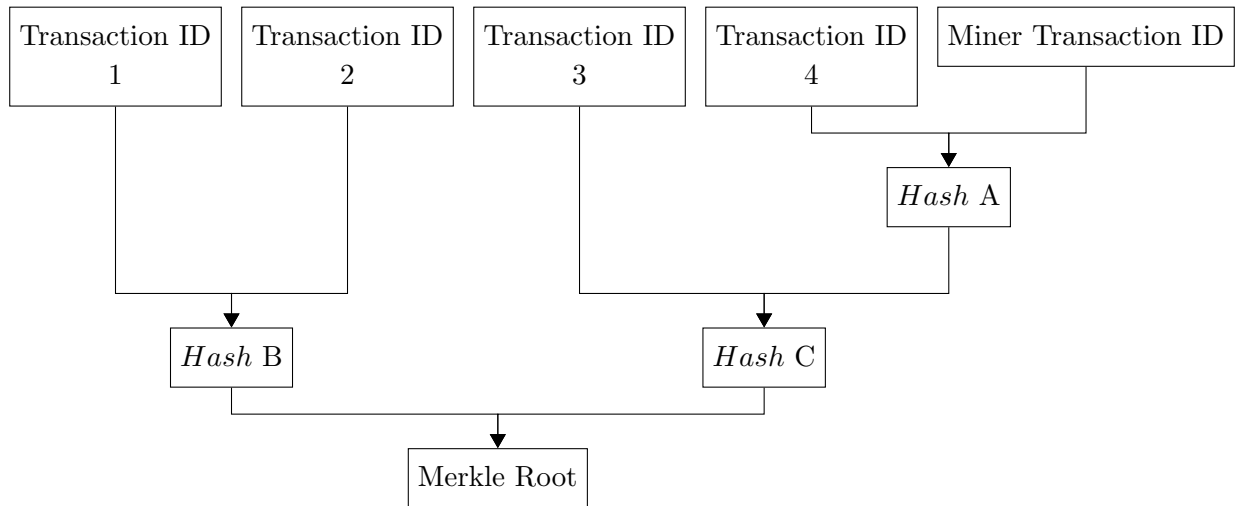 Transaction ID
1
Transaction ID
2
Transaction ID
3
Transaction ID
4
Miner Transaction ID
Hash A
Hash B
Hash C
Merkle Root